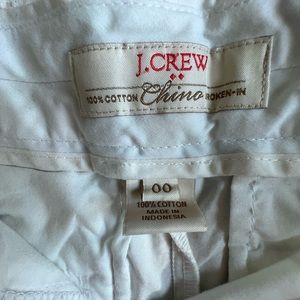 J.CREW
100% COTTON Chino BROKEN-IN
00
100% COTTON
MADE IN
INDONESIA